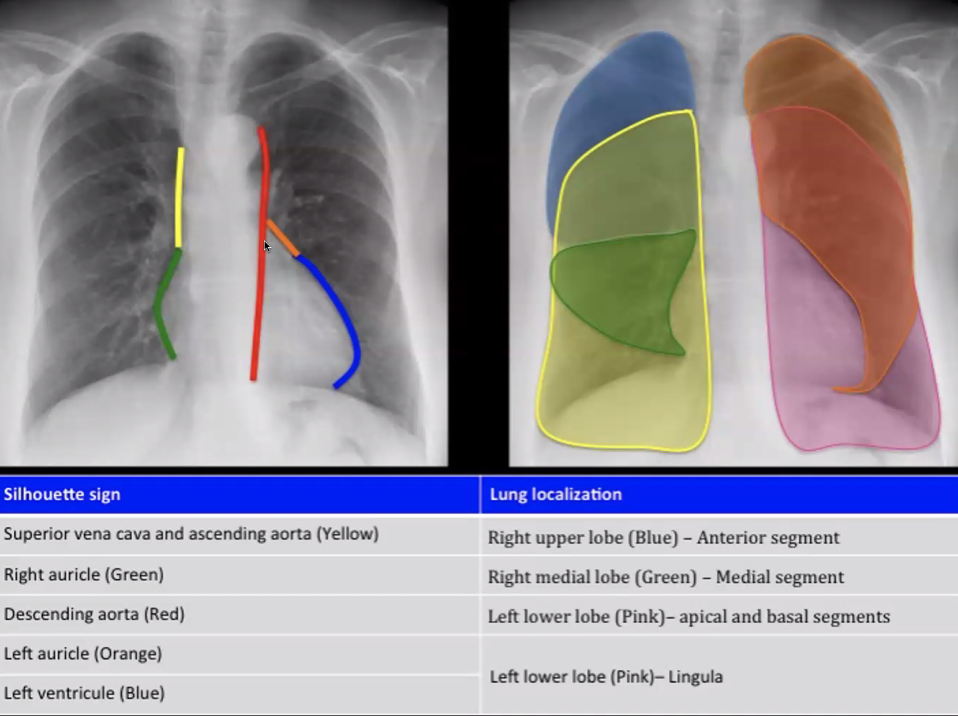 Silhouette sign
Lung localization
Superior vena cava and ascending aorta (Yellow)
Right upper lobe (Blue) – Anterior segment
Right auricle (Green)
Right medial lobe (Green) – Medial segment
Descending aorta (Red)
Left lower lobe (Pink)– apical and basal segments
Left auricle (Orange)
Left lower lobe (Pink)– Lingula
Left ventricule (Blue)